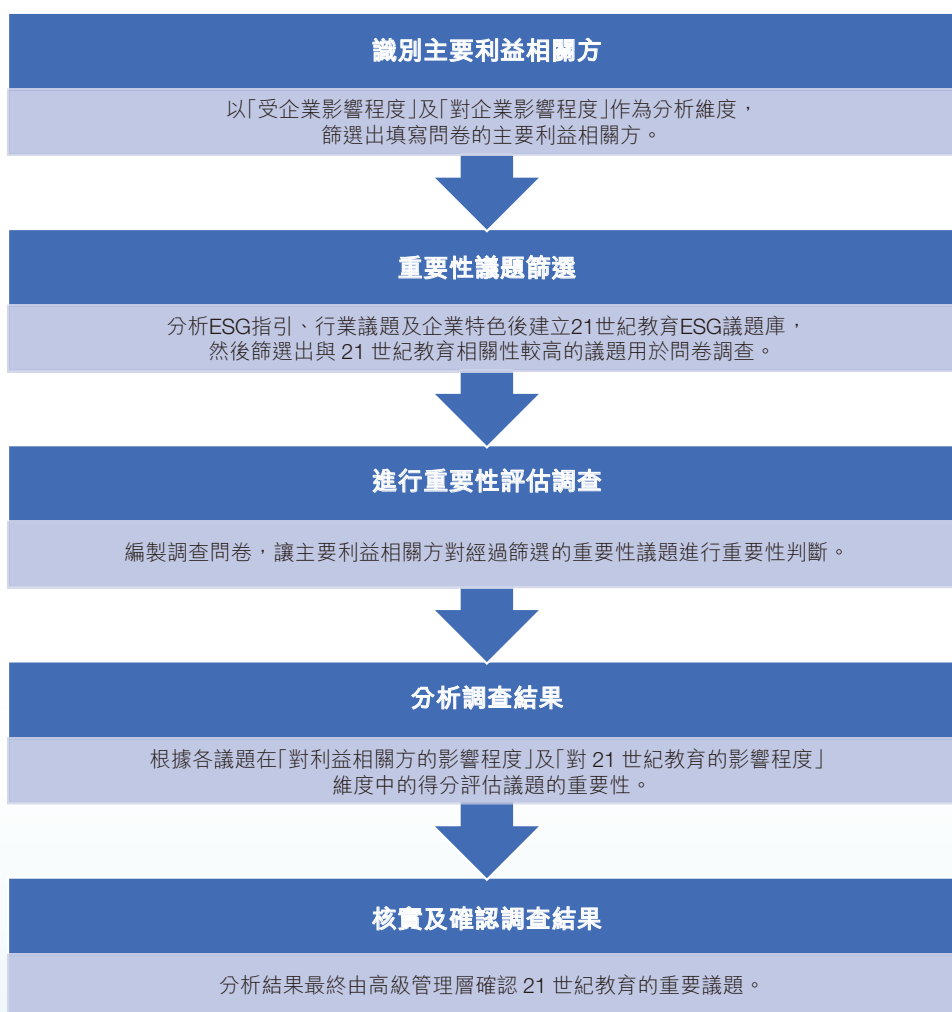 識別主要利益相關方
以「受企業影響程度」及「對企業影響程度」作為分析維度，
篩選出填寫問卷的主要利益相關方。
重要性議題篩選
分析ESG指引、行業議題及企業特色後建立21世紀教育ESG議題庫，
然後篩選出與 21 世紀教育相關性較高的議題用於問卷調查。
進行重要性評估調查
編製調查問卷，讓主要利益相關方對經過篩選的重要性議題進行重要性判斷。
分析調查結果
根據各議題在「對利益相關方的影響程度」及「對 21 世紀教育的影響程度」
維度中的得分評估議題的重要性。
核實及確認調查結果
分析結果最終由高級管理層確認 21 世紀教育的重要議題。